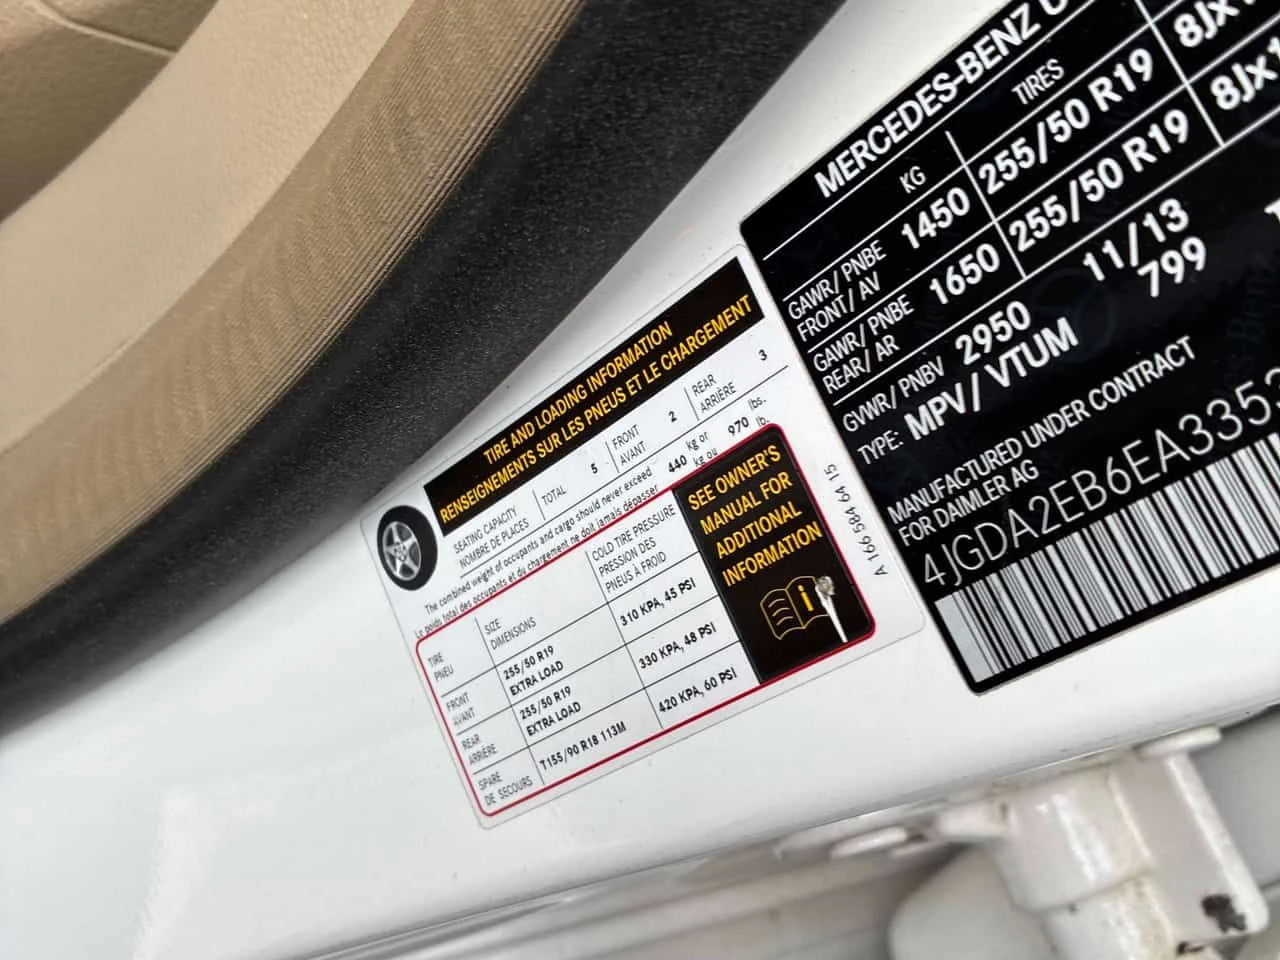 TIRE AND LOADING INFORMATION
RENSEIGNEMENTS SUR LES PNEUS ET LE CHARGEMENT
SEATING CAPACITY
NOMBRE DE PLACES
TOTAL 5
FRONT
AVANT
2
REAR
ARRIÈRE
3
The combined weight of occupants and cargo should never exceed 440 kg or 970 lbs.
Le poids total des occupants et du chargement ne doit jamais dépasser kg ou lb.
TIRE
PNEU
SIZE
DIMENSIONS
COLD TIRE PRESSURE
PRESSION DES
PNEUS À FROID
FRONT
AVANT
255/50 R19
EXTRA LOAD
310 KPA, 45 PSI
REAR
ARRIÈRE
255/50 R19
EXTRA LOAD
330 KPA, 48 PSI
SPARE
DE SECOURS
T155/90 R18 113M
420 KPA, 60 PSI
SEE OWNER'S
MANUAL FOR
ADDITIONAL
INFORMATION
i
A 166 584 64 15
MERCEDES-BENZ U
KG
TIRES
GAWR/ PNBE
FRONT/ AV
1450
255/50 R19
8Jx1
GAWR/ PNBE
REAR/ AR
1650
255/50 R19
8Jx1
GVWR/ PNBV 2950
11/13
TYPE: MPV/VTUM
799
MANUFACTURED UNDER CONTRACT
FOR DAIMLER AG
4JGDA2EB6EA335